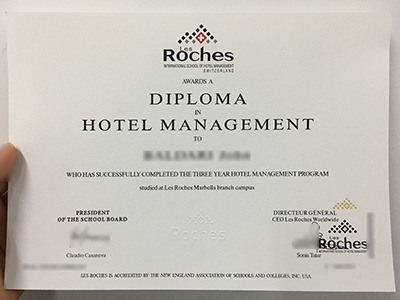 Les
Roches
INTERNATIONAL SCHOOL OF HOTEL MANAGEMENT
SWITZERLAND
AWARDS A
DIPLOMA
IN
HOTEL MANAGEMENT
TO
WHO HAS SUCCESSFULLY COMPLETED THE THREE YEAR HOTEL MANAGEMENT PROGRAM
studied at Les Roches Marbella branch campus
PRESIDENT
OF THE SCHOOL BOARD
Claudio Casanova
Les
Roches
DIRECTEUR GÉNÉRAL
CEO Les Roches Worldwide
Sonia Tatar
Les
Roches
LES ROCHES IS ACCREDITED BY THE NEW ENGLAND ASSOCIATION OF SCHOOLS AND COLLEGES, INC. USA.